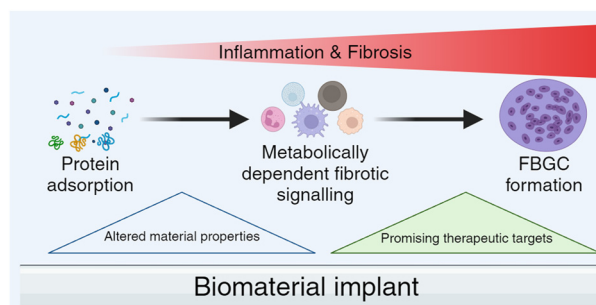 Inflammation & Fibrosis
Protein
adsorption
Metabolically
dependent fibrotic
signalling
FBGC
formation
Altered material properties
Promising therapeutic targets
Biomaterial implant